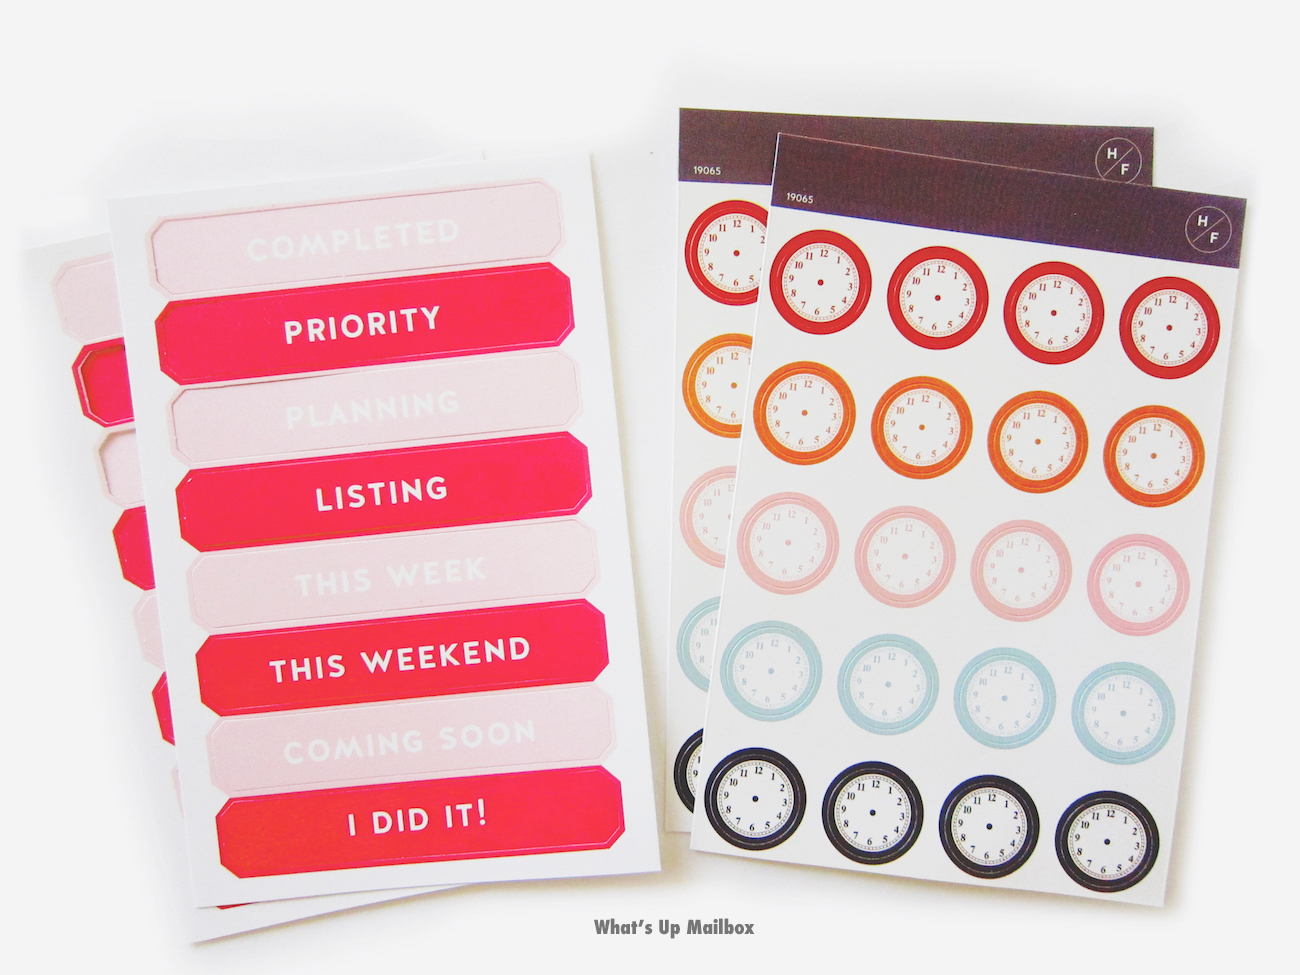 COMPLETED
PRIORITY
PLANNING
LISTING
THIS WEEK
THIS WEEKEND
COMING SOON
I DID IT!
19065
H
F
19065
H
F
What's Up Mailbox